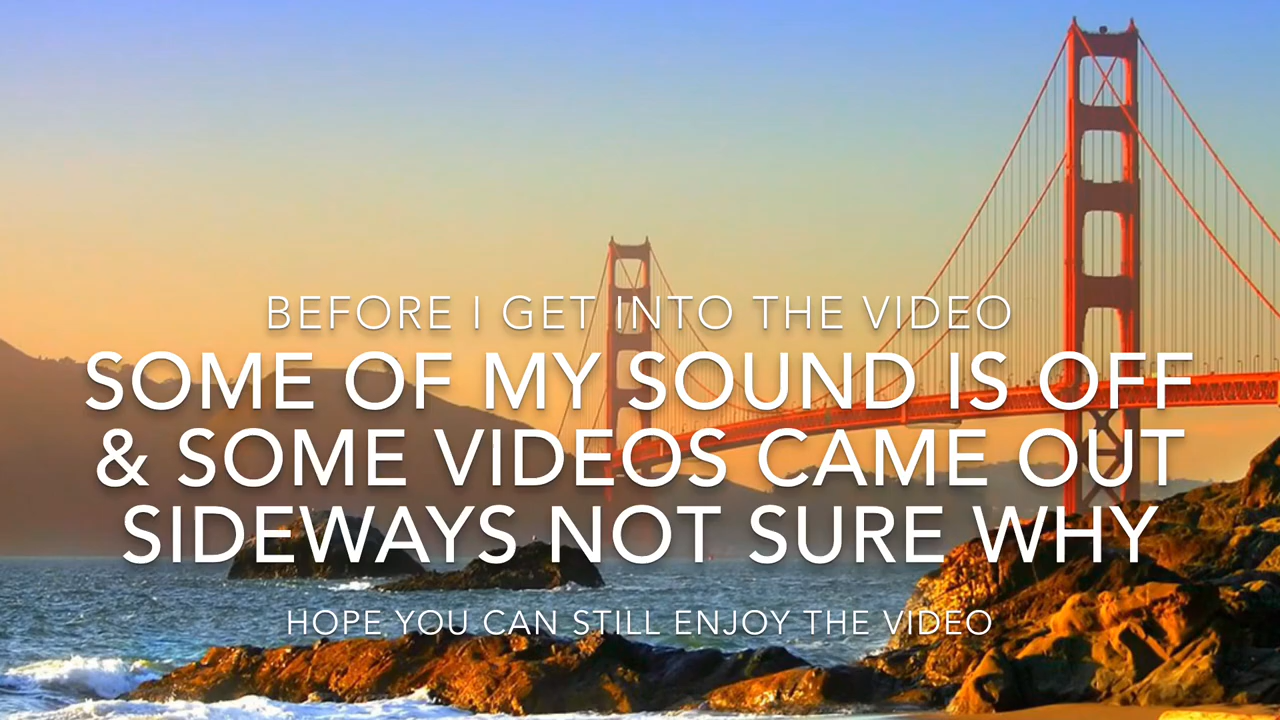 BEFORE I GET INTO THE VIDEO
SOME OF MY SOUND IS OFF
& SOME VIDEOS CAME OUT
SIDEWAYS NOT SURE WHY
HOPE YOU CAN STILL ENJOY THE VIDEO